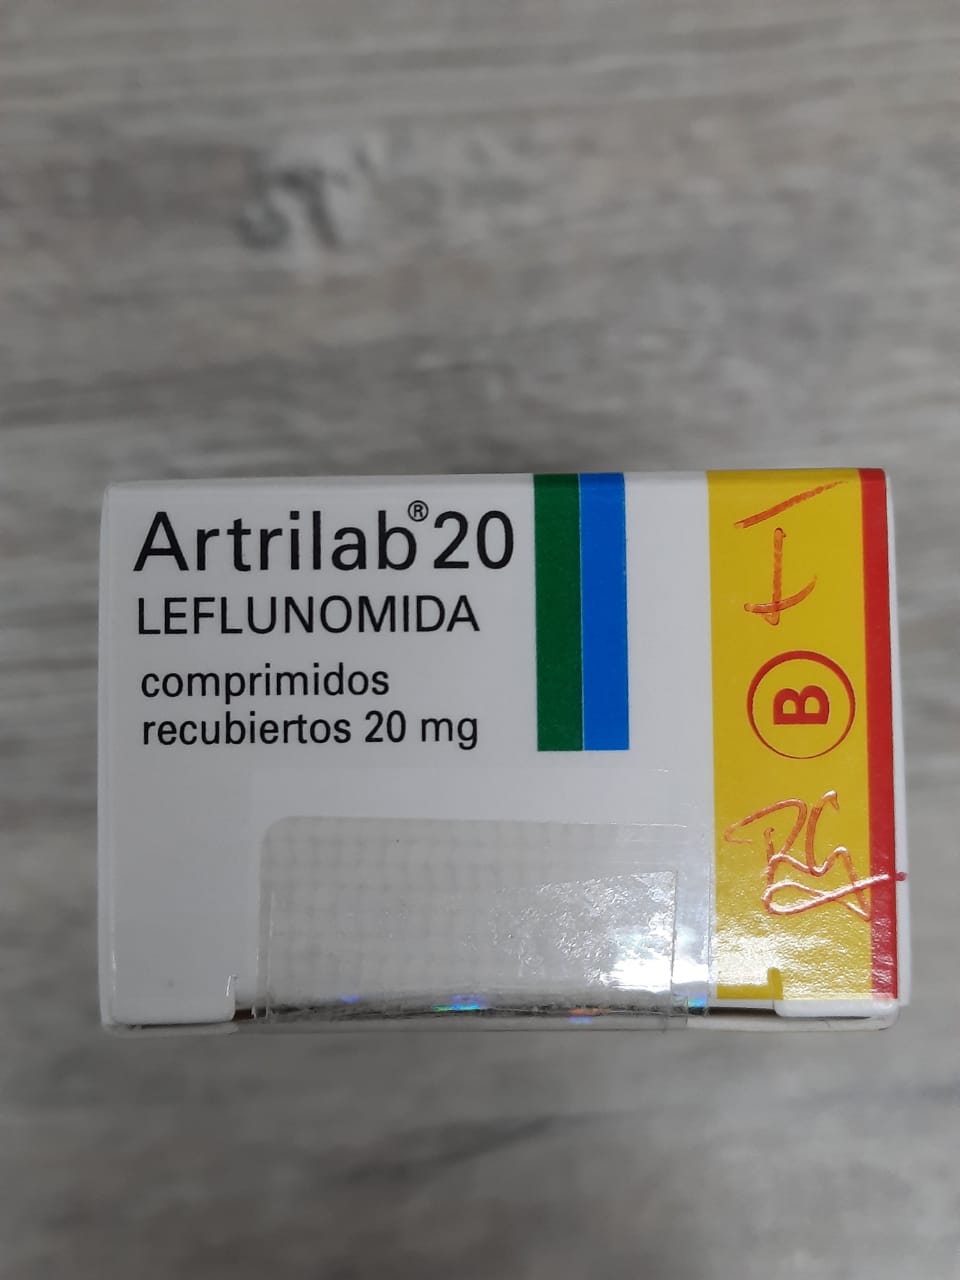 Artrilab® 20
LEFLUNOMIDA
comprimidos
recubiertos 20 mg
B